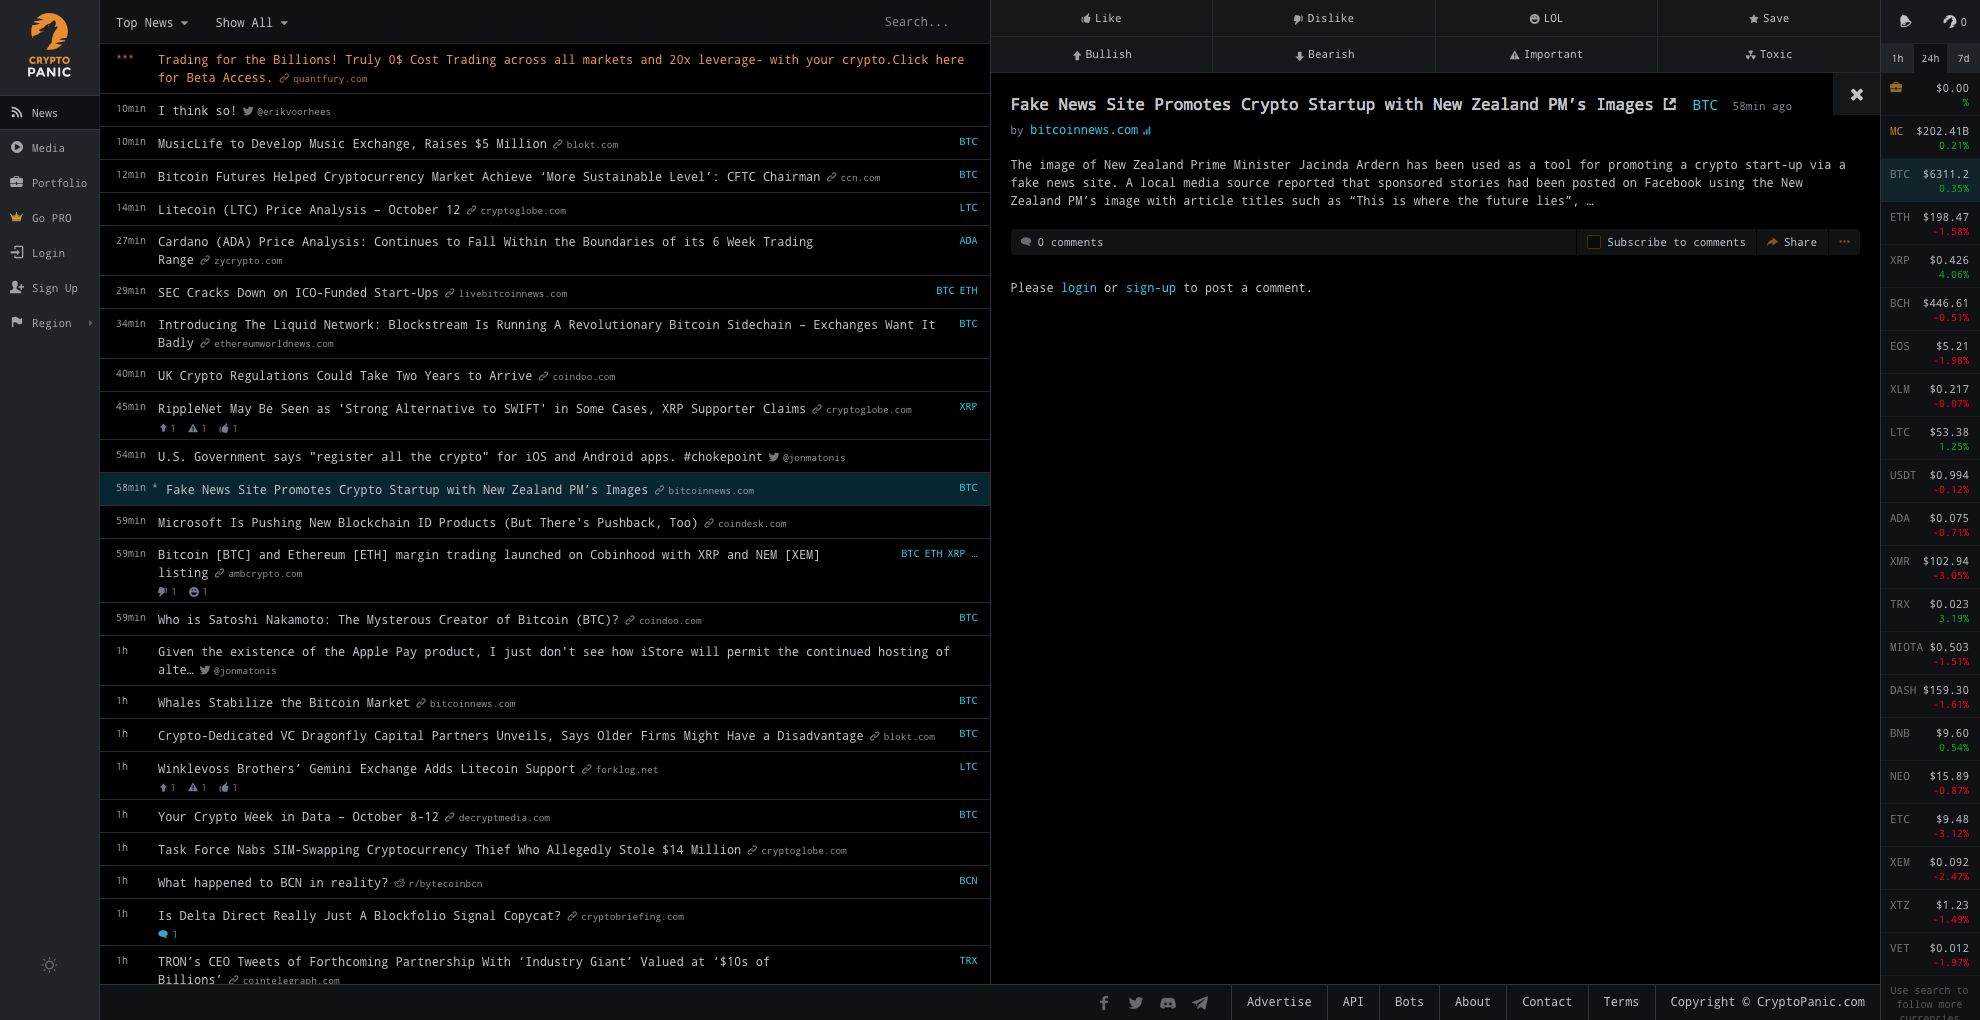 CRYPTO
PANIC
News
Media
Portfolio
Go PRO
Login
Sign Up
Region
Top News
Show All
Search...
*** Trading for the Billions! Truly 0$ Cost Trading across all markets and 20x leverage- with your crypto.Click here
for Beta Access. quantfury.com
10min I think so! @erikvoorhees
10min MusicLife to Develop Music Exchange, Raises $5 Million blokt.com BTC
12min Bitcoin Futures Helped Cryptocurrency Market Achieve ‘More Sustainable Level’: CFTC Chairman ccn.com BTC
14min Litecoin (LTC) Price Analysis – October 12 cryptoglobe.com LTC
27min Cardano (ADA) Price Analysis: Continues to Fall Within the Boundaries of its 6 Week Trading ADA
Range zycrypto.com
29min SEC Cracks Down on ICO-Funded Start-Ups livebitcoinnews.com BTC ETH
34min Introducing The Liquid Network: Blockstream Is Running A Revolutionary Bitcoin Sidechain – Exchanges Want It BTC
Badly ethereumworldnews.com
40min UK Crypto Regulations Could Take Two Years to Arrive coindoo.com
45min RippleNet May Be Seen as 'Strong Alternative to SWIFT' in Some Cases, XRP Supporter Claims cryptoglobe.com XRP
1 1 1
54min U.S. Government says "register all the crypto" for iOS and Android apps. #chokepoint @jonmatonis
58min * Fake News Site Promotes Crypto Startup with New Zealand PM’s Images bitcoinnews.com BTC
59min Microsoft Is Pushing New Blockchain ID Products (But There's Pushback, Too) coindesk.com
59min Bitcoin [BTC] and Ethereum [ETH] margin trading launched on Cobinhood with XRP and NEM [XEM] BTC ETH XRP …
listing ambcrypto.com
1 1
59min Who is Satoshi Nakamoto: The Mysterous Creator of Bitcoin (BTC)? coindoo.com BTC
1h Given the existence of the Apple Pay product, I just don't see how iStore will permit the continued hosting of
alte… @jonmatonis
1h Whales Stabilize the Bitcoin Market bitcoinnews.com BTC
1h Crypto-Dedicated VC Dragonfly Capital Partners Unveils, Says Older Firms Might Have a Disadvantage blokt.com BTC
1h Winklevoss Brothers’ Gemini Exchange Adds Litecoin Support forklog.net LTC
1 1 1
1h Your Crypto Week in Data – October 8-12 decryptmedia.com BTC
1h Task Force Nabs SIM-Swapping Cryptocurrency Thief Who Allegedly Stole $14 Million cryptoglobe.com
1h What happened to BCN in reality? r/bytecoinbcn BCN
1h Is Delta Direct Really Just A Blockfolio Signal Copycat? cryptobriefing.com
1
1h TRON’s CEO Tweets of Forthcoming Partnership With ‘Industry Giant’ Valued at ‘$10s of TRX
Billions’ cointelegraph.com
Like Dislike LOL Save
Bullish Bearish Important Toxic
Fake News Site Promotes Crypto Startup with New Zealand PM’s Images BTC 58min ago
by bitcoinnews.com
The image of New Zealand Prime Minister Jacinda Ardern has been used as a tool for promoting a crypto start-up via a
fake news site. A local media source reported that sponsored stories had been posted on Facebook using the New
Zealand PM’s image with article titles such as “This is where the future lies”, …
0 comments Subscribe to comments Share
Please login or sign-up to post a comment.
0
1h 24h 7d
$0.00
%
MC $202.41B
0.21%
BTC $6311.2
0.35%
ETH $198.47
-1.58%
XRP $0.426
4.06%
BCH $446.61
-0.51%
EOS $5.21
-1.98%
XLM $0.217
-0.07%
LTC $53.38
1.25%
USDT $0.994
-0.12%
ADA $0.075
-0.71%
XMR $102.94
-3.05%
TRX $0.023
3.19%
MIOTA $0.503
-1.51%
DASH $159.30
-1.61%
BNB $9.60
0.54%
NEO $15.89
-0.87%
ETC $9.48
-3.12%
XEM $0.092
-2.47%
XTZ $1.23
-1.49%
VET $0.012
-1.97%
Use search to
follow more
currencies
Advertise API Bots About Contact Terms Copyright © CryptoPanic.com